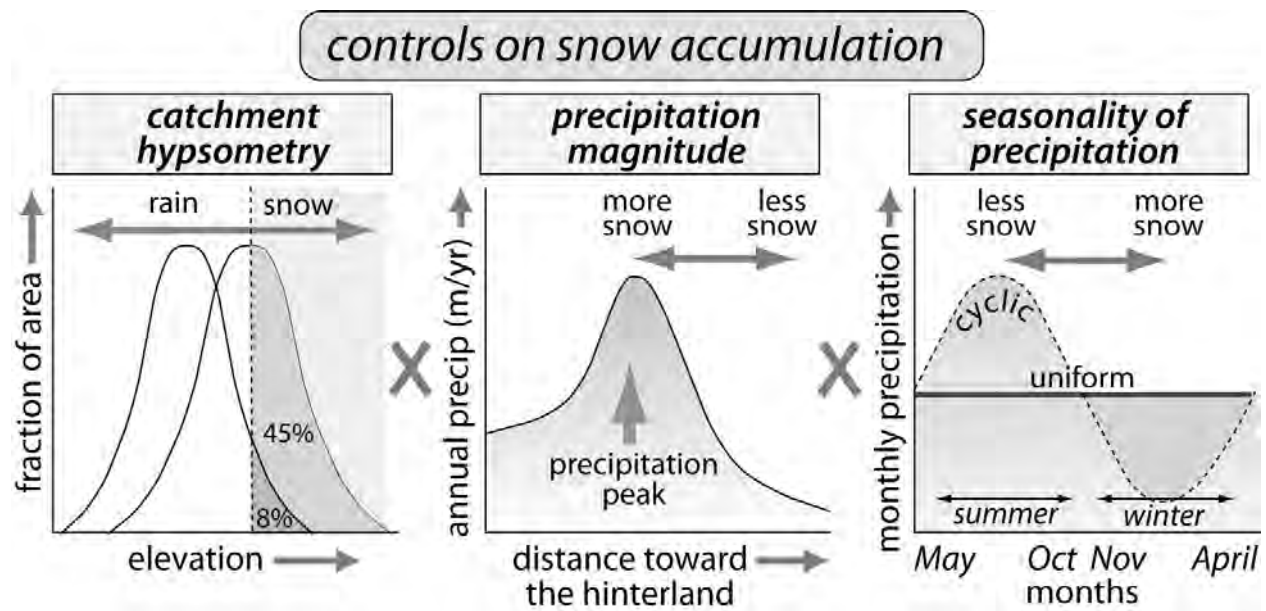 controls on snow accumulation
catchment
hypsometry
fraction of area
rain
snow
45%
8%
elevation
precipitation
magnitude
annual precip (m/yr)
more
snow
less
snow
precipitation
peak
distance toward
the hinterland
seasonality of
precipitation
monthly precipitation
less
snow
more
snow
cyclic
uniform
summer
winter
May Oct Nov April
months